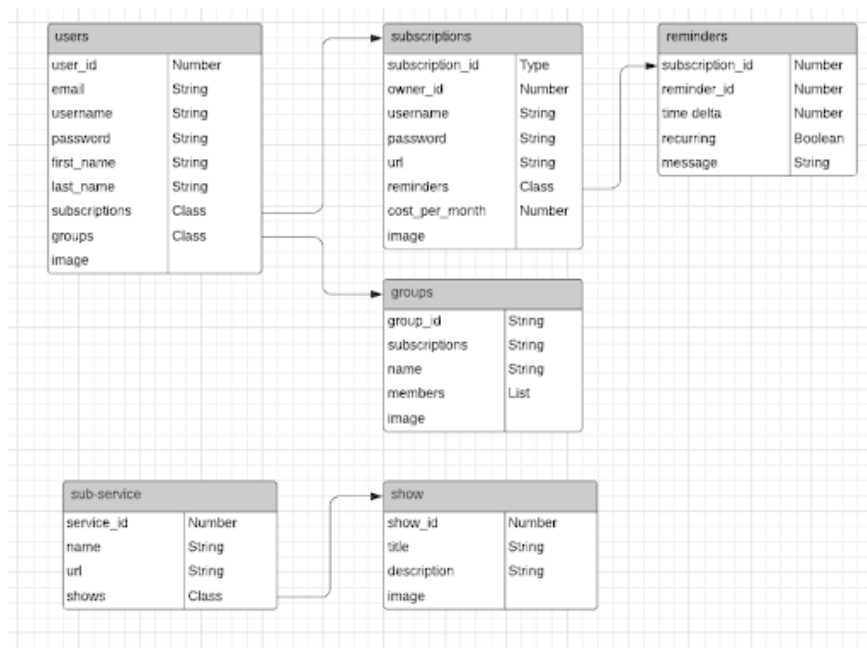 users
user_id Number
email String
username String
password String
first_name String
last_name String
subscriptions Class
groups Class
image
subscriptions
subscription_id Type
owner_id Number
username String
password String
url String
reminders Class
cost_per_month Number
image
reminders
subscription_id Number
reminder_id Number
time delta Number
recurring Boolean
message String
groups
group_id String
subscriptions String
name String
members List
image
sub-service
service_id Number
name String
url String
shows Class
show
show_id Number
title String
description String
image